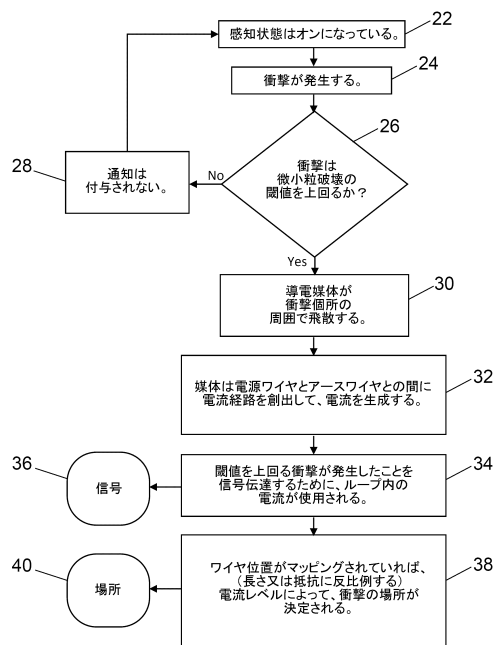 感知状態はオンになっている。
22
衝撃が発生する。
24
26
衝撃は
微小粒破壊の
閾値を上回るか？
28
通知は
付与されない。
No
Yes
導電媒体が
衝撃個所の
周囲で飛散する。
30
媒体は電源ワイヤとアースワイヤとの間に
電流経路を創出して、電流を生成する。
32
36
信号
閾値を上回る衝撃が発生したことを
信号伝達するために、ループ内の
電流が使用される。
34
40
場所
ワイヤ位置がマッピングされていれば、
（長さ又は抵抗に反比例する）
電流レベルによって、衝撃の場所が
決定される。
38